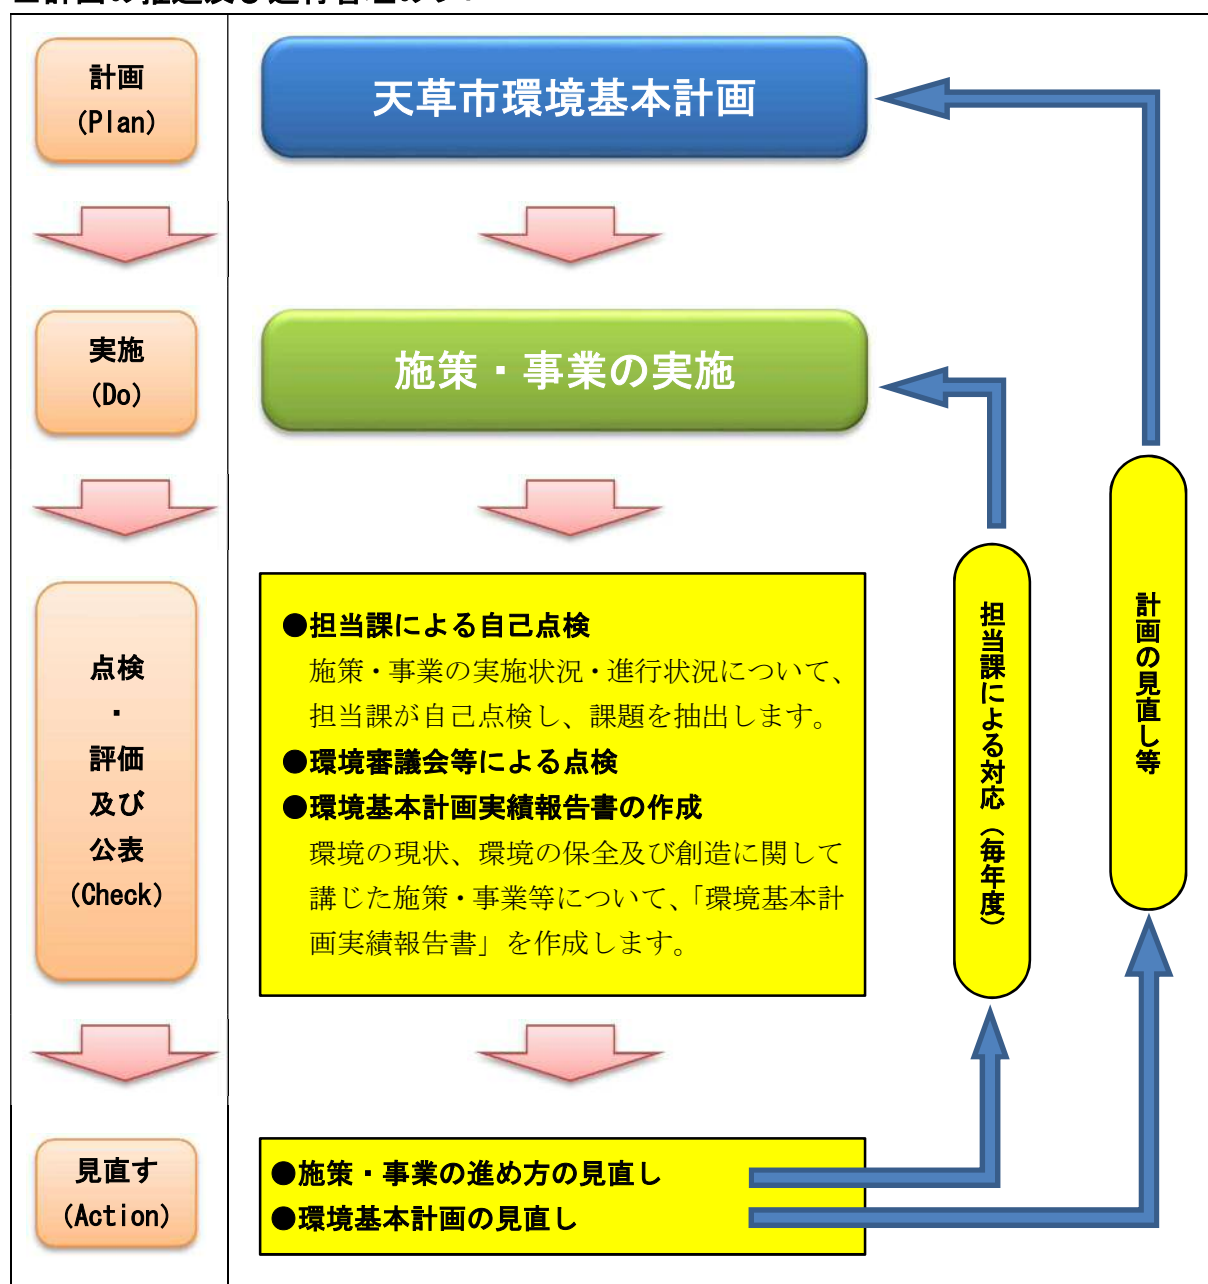 計画
(Plan)
天草市環境基本計画
実施
(Do)
施策・事業の実施
点検
・
評価
及び
公表
(Check)
●担当課による自己点検
施策・事業の実施状況・進行状況について、
担当課が自己点検し、課題を抽出します。
●環境審議会等による点検
●環境基本計画実績報告書の作成
環境の現状、環境の保全及び創造に関して
講じた施策・事業等について、「環境基本計
画実績報告書」を作成します。
担当課による対応（毎年度）
計画の見直し等
見直す
(Action)
●施策・事業の進め方の見直し
●環境基本計画の見直し